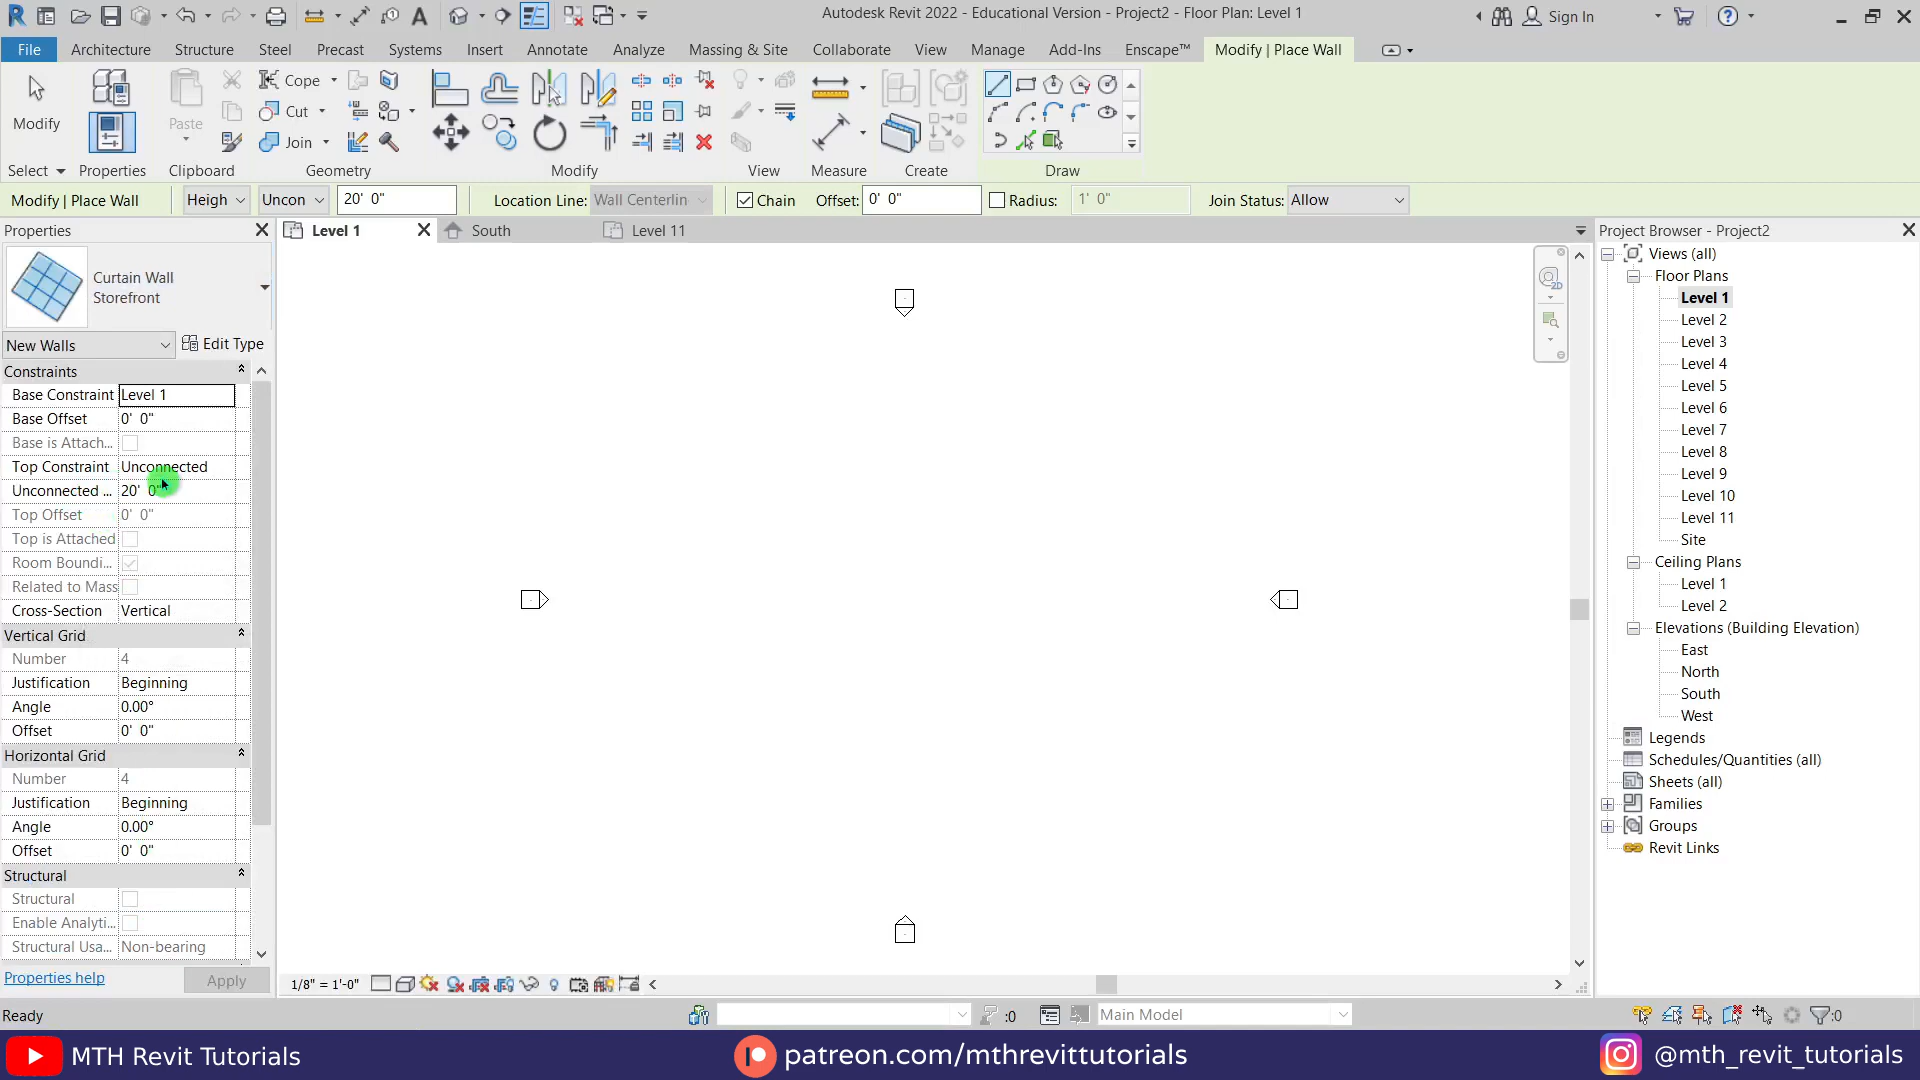 Autodesk Revit 2022 - Educational Version - Project2 - Floor Plan: Level 1
Sign In
File
Architecture
Structure
Steel
Precast
Systems
Insert
Annotate
Analyze
Massing & Site
Collaborate
View
Manage
Add-Ins
Enscape™
Modify | Place Wall
Modify
Paste
Cope
Cut
Join
Select
Properties
Clipboard
Geometry
Modify
View
Measure
Create
Draw
Modify | Place Wall
Heigh
Uncon
20' 0"
Location Line:
Wall Centerlin
Chain
Offset:
0' 0"
Radius:
1' 0"
Join Status:
Allow
Properties
Curtain Wall
Storefront
New Walls
Edit Type
Constraints
Base Constraint Level 1
Base Offset 0' 0"
Base is Attach...
Top Constraint Unconnected
Unconnected ... 20' 0"
Top Offset 0' 0"
Top is Attached
Room Boundi...
Related to Mass
Cross-Section Vertical
Vertical Grid
Number 4
Justification Beginning
Angle 0.00°
Offset 0' 0"
Horizontal Grid
Number 4
Justification Beginning
Angle 0.00°
Offset 0' 0"
Structural
Structural
Enable Analyti...
Structural Usa... Non-bearing
Properties help
Apply
Level 1
South
Level 11
2D
1/8" = 1'-0"
Project Browser - Project2
Views (all)
Floor Plans
Level 1
Level 2
Level 3
Level 4
Level 5
Level 6
Level 7
Level 8
Level 9
Level 10
Level 11
Site
Ceiling Plans
Level 1
Level 2
Elevations (Building Elevation)
East
North
South
West
Legends
Schedules/Quantities (all)
Sheets (all)
Families
Groups
Revit Links
Ready
:0
Main Model
:0
MTH Revit Tutorials
patreon.com/mthrevittutorials
@mth_revit_tutorials